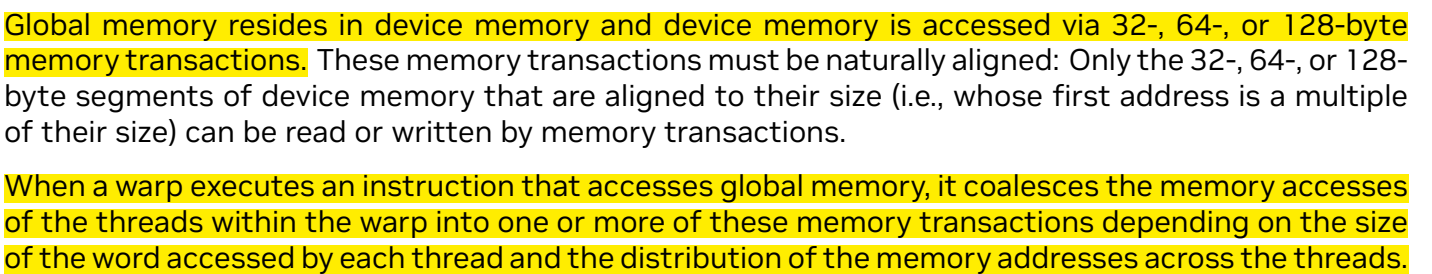 Global memory resides in device memory and device memory is accessed via 32-, 64-, or 128-byte
memory transactions. These memory transactions must be naturally aligned: Only the 32-, 64-, or 128-
byte segments of device memory that are aligned to their size (i.e., whose first address is a multiple
of their size) can be read or written by memory transactions.
When a warp executes an instruction that accesses global memory, it coalesces the memory accesses
of the threads within the warp into one or more of these memory transactions depending on the size
of the word accessed by each thread and the distribution of the memory addresses across the threads.